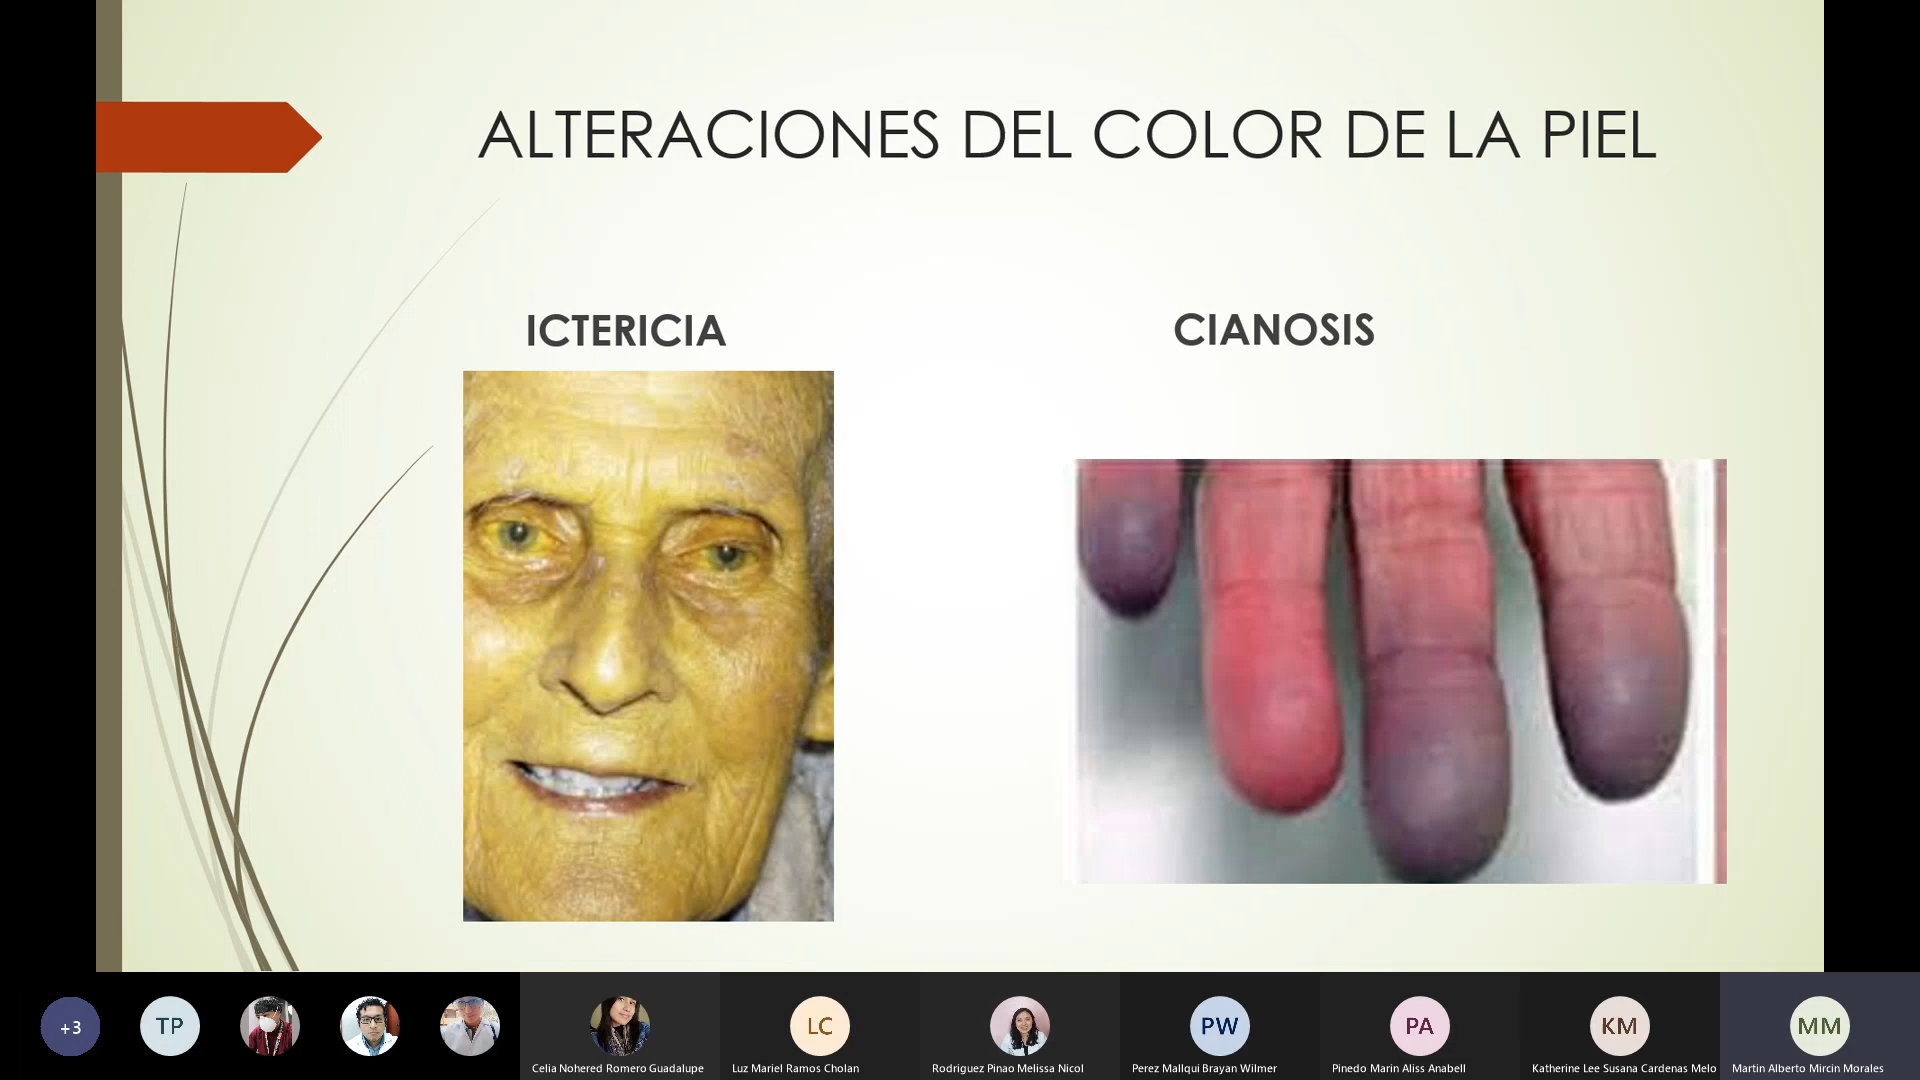 ALTERACIONES DEL COLOR DE LA PIEL
ICTERICIA
CIANOSIS
+3
TP
LC
PW
PA
KM
MM
Celia Nohered Romero Guadalupe
Luz Mariel Ramos Cholan
Rodriguez Pinao Melissa Nicol
Perez Mallqui Brayan Wilmer
Pinedo Marin Aliss Anabell
Katherine Lee Susana Cardenas Melo
Martin Alberto Mircin Morales